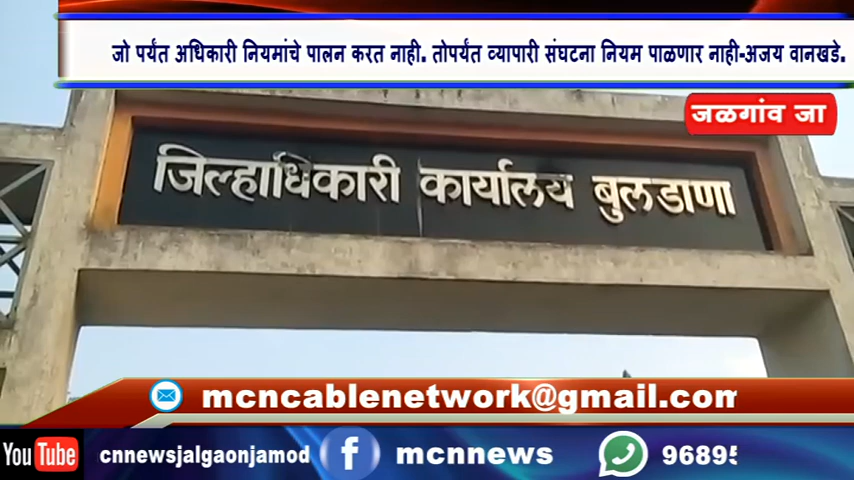 जो पर्यंत अधिकारी नियमांचे पालन करत नाही. तोपर्यंत व्यापारी संघटना नियम पाळणार नाही-अजय वानखडे.
जळगांव जा
जिल्हाधिकारी कार्यालय बुलडाणा
mcncablenetwork@gmail.com
YouTube cnnewsjalgaonjamod f mcnnews 9689